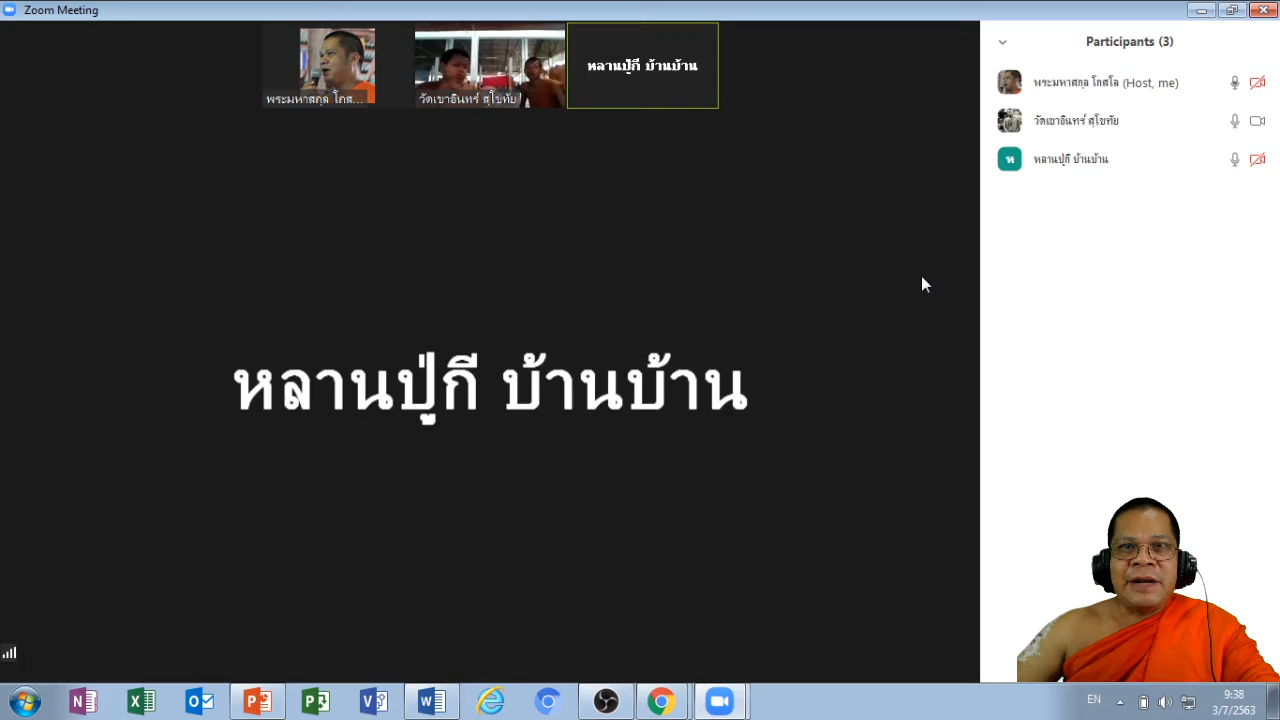 Zoom Meeting
พระมหาสกุล โกส...
วัดเขาอินทร์ สุโขทัย
หลานปู่กี บ้านบ้าน
Participants (3)
พระมหาสกุล โกสโล (Host, me)
วัดเขาอินทร์ สุโขทัย
ห หลานปู่กี บ้านบ้าน
หลานปู่กี บ้านบ้าน
EN
9:38
3/7/2563